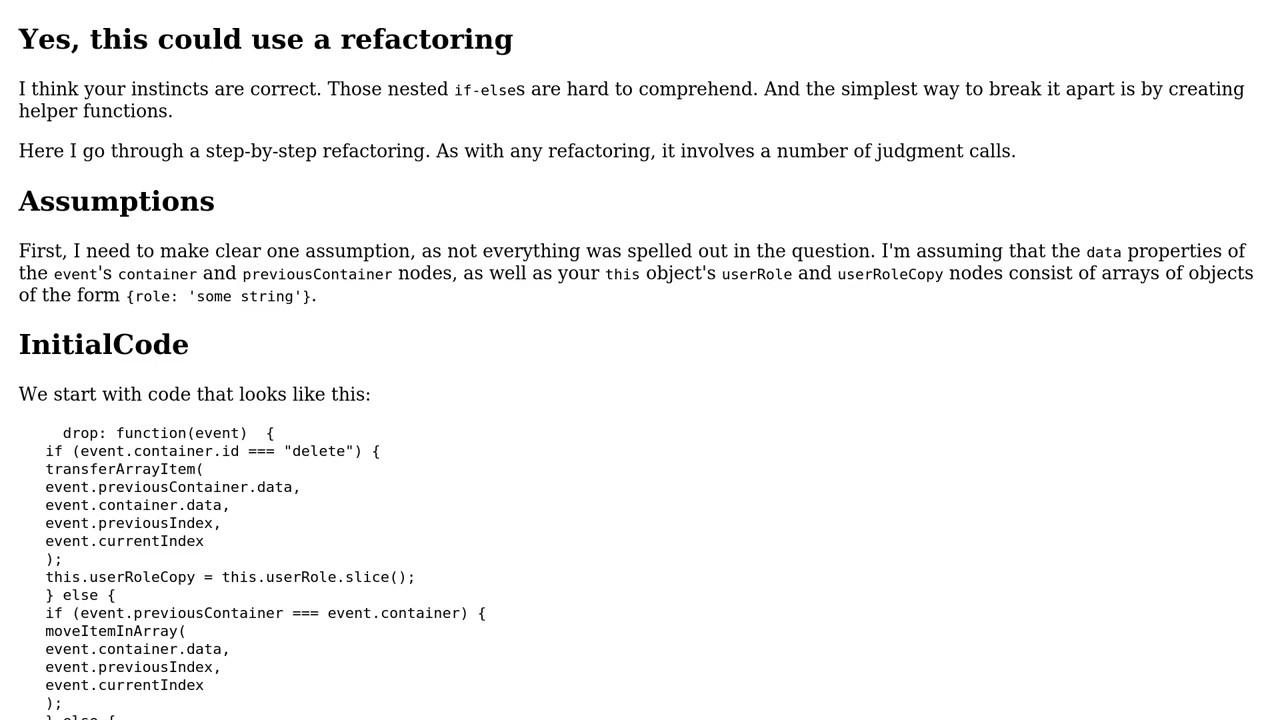 Yes, this could use a refactoring
I think your instincts are correct. Those nested if-elses are hard to comprehend. And the simplest way to break it apart is by creating
helper functions.
Here I go through a step-by-step refactoring. As with any refactoring, it involves a number of judgment calls.
Assumptions
First, I need to make clear one assumption, as not everything was spelled out in the question. I'm assuming that the data properties of
the event's container and previousContainer nodes, as well as your this object's userRole and userRoleCopy nodes consist of arrays of objects
of the form {role: 'some string'}.
InitialCode
We start with code that looks like this:
drop: function(event)  {
if (event.container.id === "delete") {
transferArrayItem(
event.previousContainer.data,
event.container.data,
event.previousIndex,
event.currentIndex
);
this.userRoleCopy = this.userRole.slice();
} else {
if (event.previousContainer === event.container) {
moveItemInArray(
event.container.data,
event.previousIndex,
event.currentIndex
);
} else {